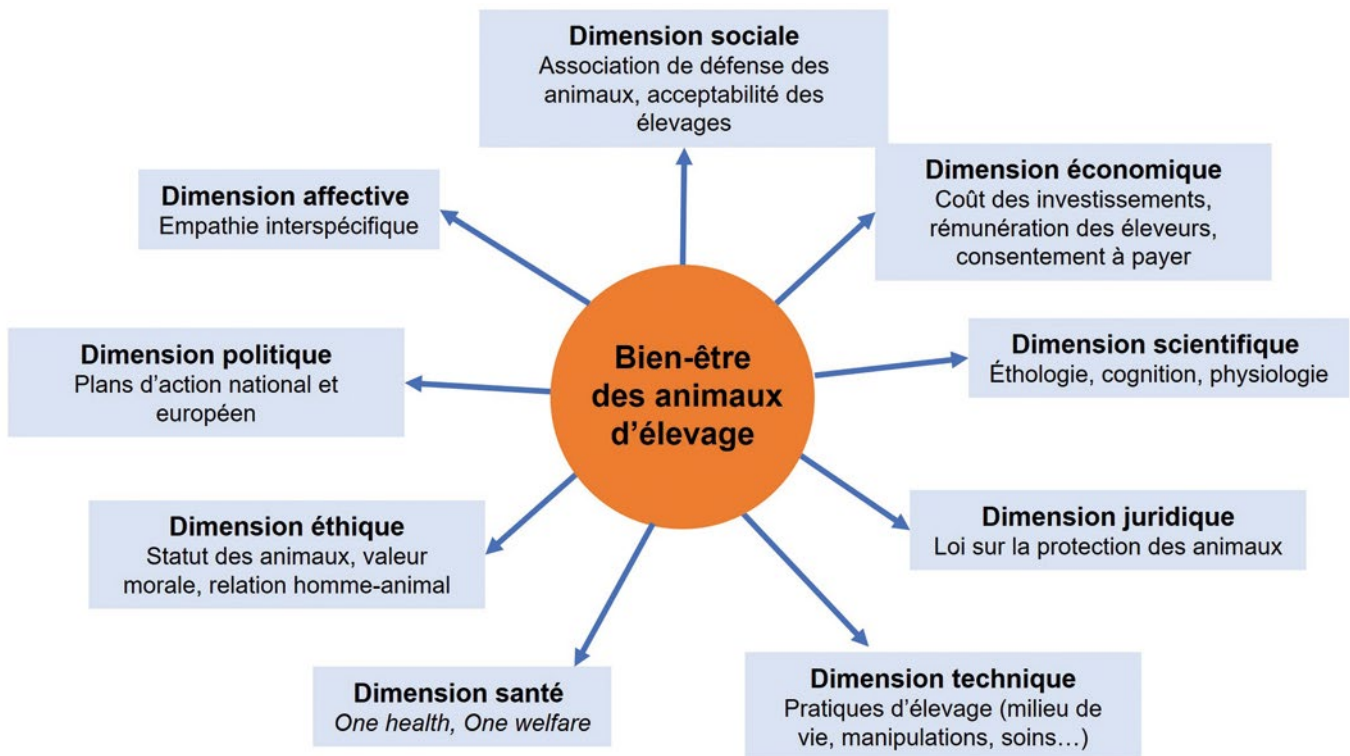 Dimension sociale
Association de défense des
animaux, acceptabilité des
élevages
Dimension économique
Coût des investissements,
rémunération des éleveurs,
consentement à payer
Dimension affective
Empathie interspécifique
Dimension scientifique
Éthologie, cognition, physiologie
Dimension politique
Plans d’action national et
européen
Bien-être
des animaux
d’élevage
Dimension juridique
Loi sur la protection des animaux
Dimension éthique
Statut des animaux, valeur
morale, relation homme-animal
Dimension technique
Pratiques d’élevage (milieu de
vie, manipulations, soins…)
Dimension santé
One health, One welfare